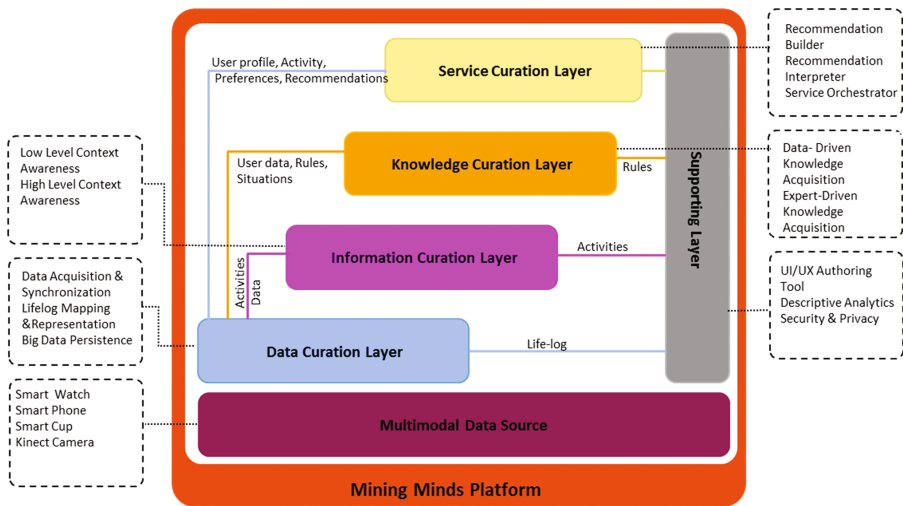 Recommendation
Builder
Recommendation
Interpreter
Service Orchestrator
User profile, Activity,
Preferences, Recommendations
Service Curation Layer
Low Level Context
Awareness
High Level Context
Awareness
User data, Rules,
Situations
Knowledge Curation Layer
Rules
Supporting Layer
Data- Driven
Knowledge
Acquisition
Expert-Driven
Knowledge
Acquisition
Activities
Data
Information Curation Layer
Activities
Data Acquisition &
Synchronization
Lifelog Mapping
&Representation
Big Data Persistence
UI/UX Authoring
Tool
Descriptive Analytics
Security & Privacy
Data Curation Layer
Life-log
Smart Watch
Smart Phone
Smart Cup
Kinect Camera
Multimodal Data Source
Mining Minds Platform